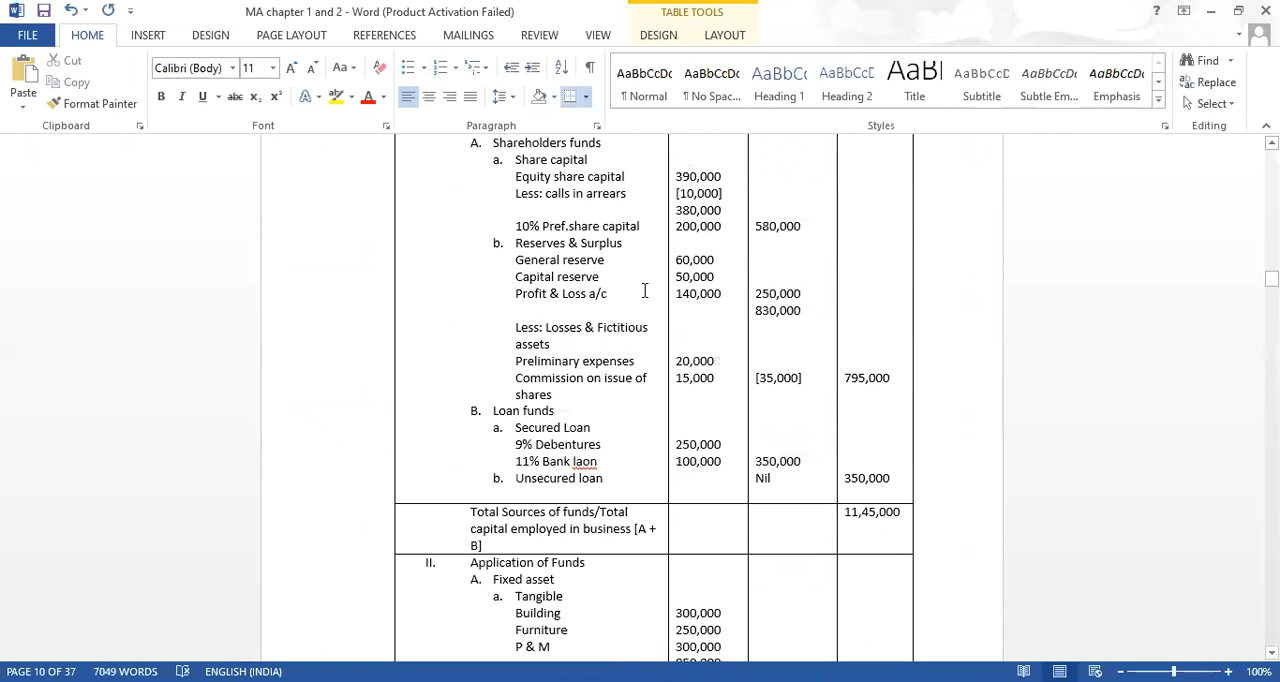 MA chapter 1 and 2 - Word (Product Activation Failed)
TABLE TOOLS
FILE HOME INSERT DESIGN PAGE LAYOUT REFERENCES MAILINGS REVIEW VIEW DESIGN LAYOUT
Paste
Cut
Copy
Format Painter
Clipboard
Calibri (Body) 11
Font
Paragraph
AaBbCcDc AaBbCcDc AaBbCc AaBbCcD AaBl AaBbCcD AaBbCcDc AaBbCcDc
¶ Normal ¶ No Spac... Heading 1 Heading 2 Title Subtitle Subtle Em... Emphasis
Styles
Find
Replace
Select
Editing
A. Shareholders funds
a. Share capital
Equity share capital 390,000
Less: calls in arrears [10,000]
380,000
10% Pref.share capital 200,000 580,000
b. Reserves & Surplus
General reserve 60,000
Capital reserve 50,000
Profit & Loss a/c 140,000 250,000
830,000
Less: Losses & Fictitious
assets
Preliminary expenses 20,000
Commission on issue of 15,000 [35,000] 795,000
shares
B. Loan funds
a. Secured Loan
9% Debentures 250,000
11% Bank laon 100,000 350,000
b. Unsecured loan Nil 350,000
Total Sources of funds/Total 11,45,000
capital employed in business [A +
B]
II. Application of Funds
A. Fixed asset
a. Tangible
Building 300,000
Furniture 250,000
P & M 300,000
PAGE 10 OF 37 7049 WORDS ENGLISH (INDIA) 100%